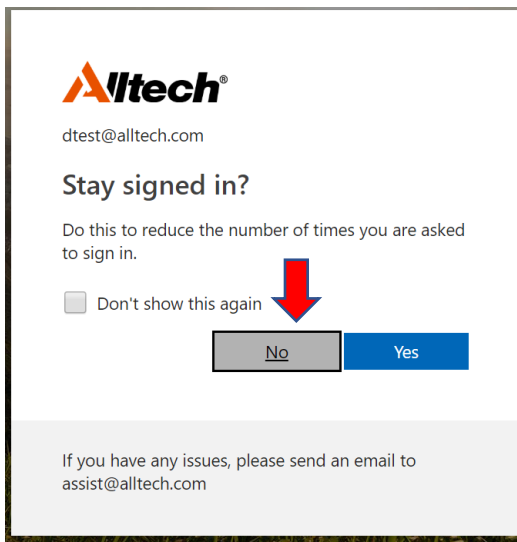 Alltech®
dtest@alltech.com
Stay signed in?
Do this to reduce the number of times you are asked
to sign in.
Don't show this again
No
Yes
If you have any issues, please send an email to
assist@alltech.com